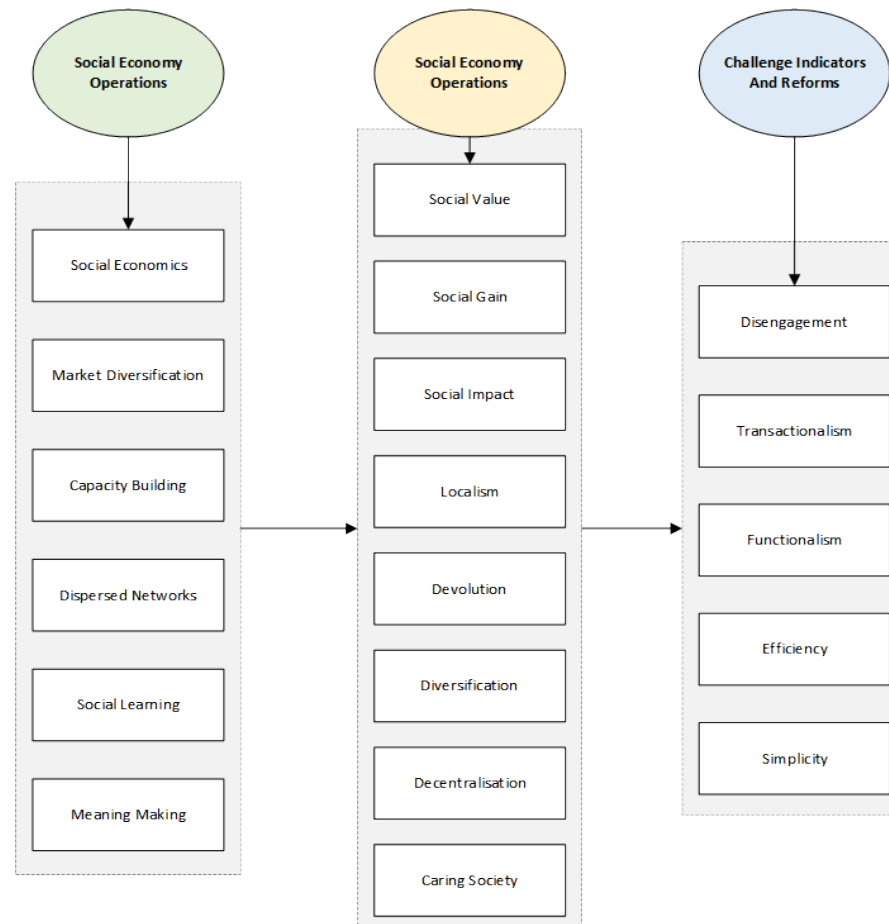 Social Economy
Operations
Social Economy
Operations
Challenge Indicators
And Reforms
Social Economics
Market Diversification
Capacity Building
Dispersed Networks
Social Learning
Meaning Making
Social Value
Social Gain
Social Impact
Localism
Devolution
Diversification
Decentralisation
Caring Society
Disengagement
Transactionalism
Functionalism
Efficiency
Simplicity